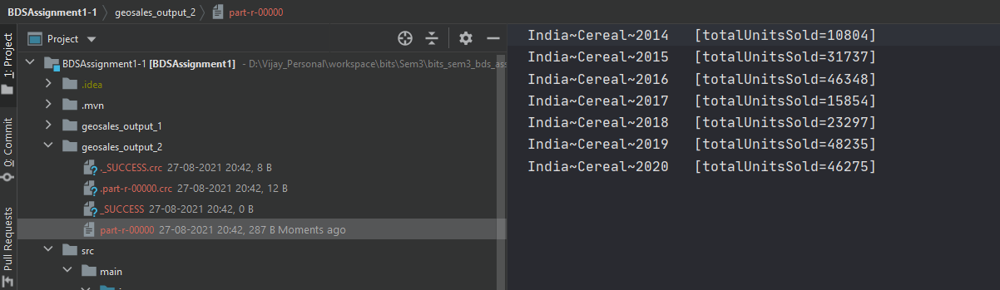 BDSAssignment1-1 geosales_output_2 part-r-00000
1: Project
0: Commit
Pull Requests
Project
BDSAssignment1-1 [BDSAssignment1] - D:\Vijay_Personal\workspace\bits\Sem3\bits_sem3_bds_ass
.idea
.mvn
geosales_output_1
geosales_output_2
._SUCCESS.crc 27-08-2021 20:42, 8 B
.part-r-00000.crc 27-08-2021 20:42, 12 B
_SUCCESS 27-08-2021 20:42, 0 B
part-r-00000 27-08-2021 20:42, 287 B Moments ago
src
main
India~Cereal~2014 [totalUnitsSold=10804]
India~Cereal~2015 [totalUnitsSold=31737]
India~Cereal~2016 [totalUnitsSold=46348]
India~Cereal~2017 [totalUnitsSold=15854]
India~Cereal~2018 [totalUnitsSold=23297]
India~Cereal~2019 [totalUnitsSold=48235]
India~Cereal~2020 [totalUnitsSold=46275]